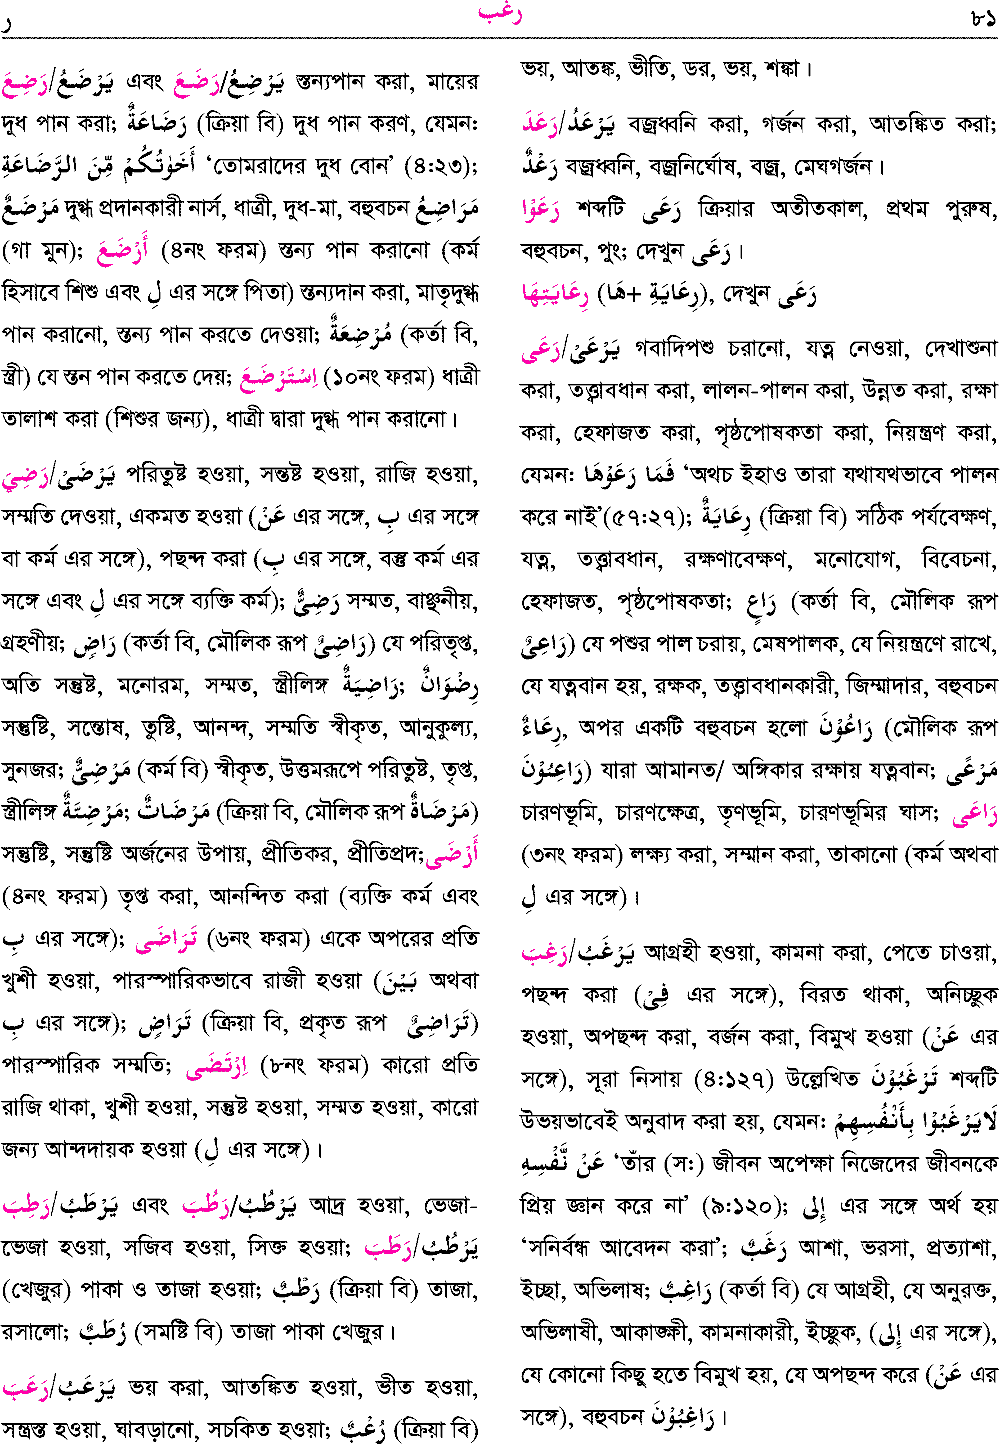 ر رغب ৮১
رَضِعَ/يَرْضَعُ এবং رَضَعَ/يَرْضِعُ স্তন্যপান করা, মায়ের
দুধ পান করা; رَضَاعَةٌ (ক্রিয়া বি) দুধ পান করণ, যেমন:
أَخَوٰتُكُمْ مِّنَ الرَّضَاعَةِ ‘তোমরাদের দুধ বোন’ (৪:২৩);
مَرْضَعٌ দুগ্ধ প্রদানকারী নার্স, ধাত্রী, দুধ-মা, বহুবচন مَرَاضِعُ
(গা মুন); أَرْضَعَ (৪নং ফরম) স্তন্য পান করানো (কর্ম
হিসাবে শিশু এবং لِ এর সঙ্গে পিতা) স্তন্যদান করা, মাতৃদুগ্ধ
পান করানো, স্তন্য পান করতে দেওয়া; مُرْضِعَةٌ (কর্তা বি,
স্ত্রী) যে স্তন পান করতে দেয়; اِسْتَرْضَعَ (১০নং ফরম) ধাত্রী
তালাশ করা (শিশুর জন্য), ধাত্রী দ্বারা দুগ্ধ পান করানো।
رَضِيَ/يَرْضَىْ পরিতুষ্ট হওয়া, সন্তষ্ট হওয়া, রাজি হওয়া,
সম্মতি দেওয়া, একমত হওয়া (عَنْ এর সঙ্গে, بِ এর সঙ্গে
বা কর্ম এর সঙ্গে), পছন্দ করা (بِ এর সঙ্গে, বস্তু কর্ম এর
সঙ্গে এবং لِ এর সঙ্গে ব্যক্তি কর্ম); رَضِيٌّ সম্মত, বাঞ্ছনীয়,
গ্রহণীয়; رَاضٍ (কর্তা বি, মৌলিক রূপ رَاضِىٌ) যে পরিতৃপ্ত,
অতি সন্তুষ্ট, মনোরম, সম্মত, স্ত্রীলিঙ্গ رَاضِيَةٌ; رِضْوَانٌ
সন্তুষ্টি, সন্তোষ, তুষ্টি, আনন্দ, সম্মতি স্বীকৃত, আনুকুল্য,
সুনজর; مَرْضِىٌّ (কর্ম বি) স্বীকৃত, উত্তমরূপে পরিতুষ্ট, তৃপ্ত,
স্ত্রীলিঙ্গ مَرْضِتَةٌ; مَرْضَاتٌ (ক্রিয়া বি, মৌলিক রূপ مَرْضَاةٌ)
সন্তুষ্টি, সন্তুষ্টি অর্জনের উপায়, প্রীতিকর, প্রীতিপ্রদ; أَرْضَى
(৪নং ফরম) তৃপ্ত করা, আনন্দিত করা (ব্যক্তি কর্ম এবং
بِ এর সঙ্গে); تَرَاضَى (৬নং ফরম) একে অপরের প্রতি
খুশী হওয়া, পারস্পারিকভাবে রাজী হওয়া (بَيْنَ অথবা
بِ এর সঙ্গে); تَرَاضٍ (ক্রিয়া বি, প্রকৃত রূপ تَرَاضِىٌ)
পারস্পারিক সম্মতি; اِرْتَضَى (৮নং ফরম) কারো প্রতি
রাজি থাকা, খুশী হওয়া, সন্তুষ্ট হওয়া, সম্মত হওয়া, কারো
জন্য আন্দদায়ক হওয়া (لِ এর সঙ্গে)।
رَطِبَ/يَرْطَبُ এবং رَطُبَ/يَرْطُبُ আদ্র হওয়া, ভেজা-
ভেজা হওয়া, সজিব হওয়া, সিক্ত হওয়া; رَطَبَ/يَرْطُبُ
(খেজুর) পাকা ও তাজা হওয়া; رَطْبٌ (ক্রিয়া বি) তাজা,
রসালো; رُطَبٌ (সমষ্টি বি) তাজা পাকা খেজুর।
رَعَبَ/يَرْعَبُ ভয় করা, আতঙ্কিত হওয়া, ভীত হওয়া,
সন্ত্রস্ত হওয়া, ঘাবড়ানো, সচকিত হওয়া; رُعْبٌ (ক্রিয়া বি)
ভয়, আতঙ্ক, ভীতি, ডর, ভয়, শঙ্কা।
رَعَدَ/يَرْعَدُ বজ্রধ্বনি করা, গর্জন করা, আতঙ্কিত করা;
رَعْدٌ বজ্রধ্বনি, বজ্রনির্ঘোষ, বজ্র, মেঘগর্জন।
رَعَوْا শব্দটি رَعَى ক্রিয়ার অতীতকাল, প্রথম পুরুষ,
বহুবচন, পুং; দেখুন رَعَى।
رِعَايَتِهَا (رِعَايَةِ +هَا), দেখুন رَعَى
رَعَى/يَرْعَىْ গবাদিপশু চরানো, যত্ন নেওয়া, দেখাশুনা
করা, তত্ত্বাবধান করা, লালন-পালন করা, উন্নত করা, রক্ষা
করা, হেফাজত করা, পৃষ্ঠপোষকতা করা, নিয়ন্ত্রণ করা,
যেমন: فَمَا رَعَوْهَا ‘অথচ ইহাও তারা যথাযথভাবে পালন
করে নাই’(৫৭:২৭); رِعَايَةٌ (ক্রিয়া বি) সঠিক পর্যবেক্ষণ,
যত্ন, তত্ত্বাবধান, রক্ষণাবেক্ষণ, মনোযোগ, বিবেচনা,
হেফাজত, পৃষ্ঠপোষকতা; رَاعٍ (কর্তা বি, মৌলিক রূপ
رَاعِىٌ) যে পশুর পাল চরায়, মেষপালক, যে নিয়ন্ত্রণে রাখে,
যে যত্নবান হয়, রক্ষক, তত্ত্বাবধানকারী, জিম্মাদার, বহুবচন
رِعَاءٌ, অপর একটি বহুবচন হলো رَاعُوْنَ (মৌলিক রূপ
رَاعِيُوْنَ) যারা আমানত/ অঙ্গিকার রক্ষায় যত্নবান; مَرْعًى
চারণভূমি, চারণক্ষেত্র, তৃণভূমি, চারণভূমির ঘাস; رَاعَى
(৩নং ফরম) লক্ষ্য করা, সম্মান করা, তাকানো (কর্ম অথবা
لِ এর সঙ্গে)।
رَغِبَ/يَرْغَبُ আগ্রহী হওয়া, কামনা করা, পেতে চাওয়া,
পছন্দ করা (فِىْ এর সঙ্গে), বিরত থাকা, অনিচ্ছুক
হওয়া, অপছন্দ করা, বর্জন করা, বিমুখ হওয়া (عَنْ এর
সঙ্গে), সূরা নিসায় (৪:১২৭) উল্লেখিত تَرْغَبُوْنَ শব্দটি
উভয়ভাবেই অনুবাদ করা হয়, যেমন: لَايَرْغَبُوْا بِأَنْفُسِهِمْ
عَنْ نَّفْسِهِ ‘তাঁর (স:) জীবন অপেক্ষা নিজেদের জীবনকে
প্রিয় জ্ঞান করে না’ (৯:১২০); إِلى এর সঙ্গে অর্থ হয়
‘সনির্বন্ধ আবেদন করা’; رَغَبٌ আশা, ভরসা, প্রত্যাশা,
ইচ্ছা, অভিলাষ; رَاغِبٌ (কর্তা বি) যে আগ্রহী, যে অনুরক্ত,
অভিলাষী, আকাঙ্ক্ষী, কামনাকারী, ইচ্ছুক, (إِلى এর সঙ্গে),
যে কোনো কিছু হতে বিমুখ হয়, যে অপছন্দ করে (عَنْ এর
সঙ্গে), বহুবচন رَاغِبُوْنَ।